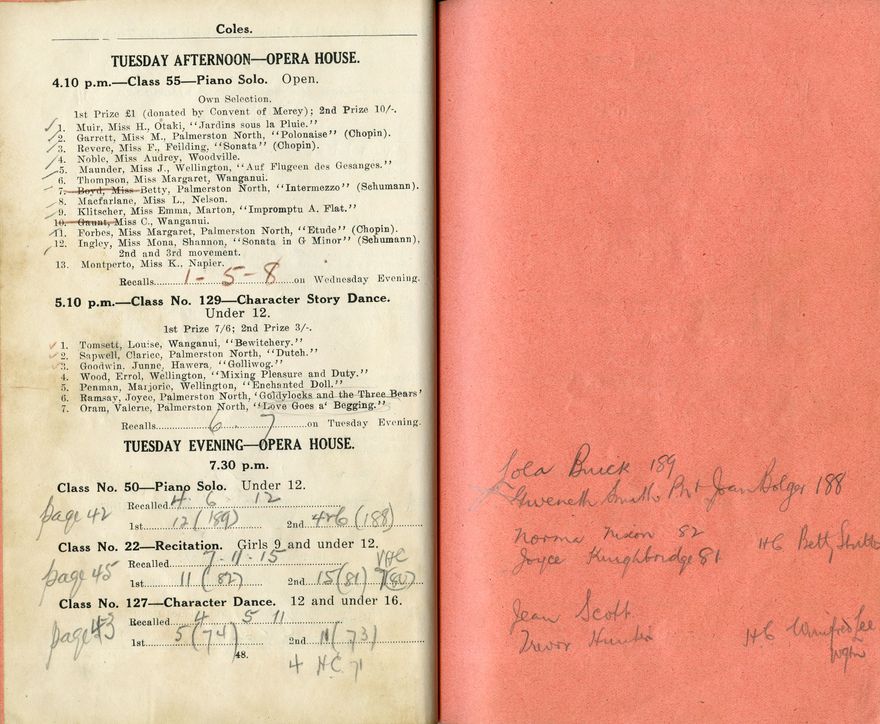 Coles.
TUESDAY AFTERNOON—OPERA HOUSE.
4.10 p.m.—Class 55—Piano Solo. Open.
Own Selection.
1st Prize £1 (donated by Convent of Mercy); 2nd Prize 10/-.
1. Muir, Miss H., Otaki, "Jardins sous la Pluie."
2. Garrett, Miss M., Palmerston North, "Polonaise" (Chopin).
3. Revere, Miss F., Feilding, "Sonata" (Chopin).
4. Noble, Miss Audrey, Woodville.
5. Maunder, Miss J., Wellington, "Auf Flugeen des Gesanges."
6. Thompson, Miss Margaret, Wanganui.
7. Boyd, Miss Betty, Palmerston North, "Intermezzo" (Schumann).
8. Macfarlane, Miss L., Nelson.
9. Klitscher, Miss Emma, Marton, "Impromptu A. Flat."
10. Gaunt, Miss C., Wanganui.
11. Forbes, Miss Margaret, Palmerston North, "Etude" (Chopin).
12. Ingley, Miss Mona, Shannon, "Sonata in G Minor" (Schumann),
2nd and 3rd movement.
13. Montperto, Miss K., Napier.
Recalls 1 - 5 - 8 on Wednesday Evening.
5.10 p.m.—Class No. 129—Character Story Dance.
Under 12.
1st Prize 7/6; 2nd Prize 3/-.
1. Tomsett, Louise, Wanganui, "Bewitchery."
2. Sapwell, Clarice, Palmerston North, "Dutch."
3. Goodwin, Junne, Hawera, "Golliwog."
4. Wood, Errol, Wellington, "Mixing Pleasure and Duty."
5. Penman, Marjorie, Wellington, "Enchanted Doll."
6. Ramsay, Joyce, Palmerston North, 'Goldylocks and the Three Bears'
7. Oram, Valerie, Palmerston North, "Love Goes a' Begging."
Recalls 6 7 on Tuesday Evening.
TUESDAY EVENING—OPERA HOUSE.
7.30 p.m.
Class No. 50—Piano Solo. Under 12.
page 42 Recalled 4 6 12
1st 12 (189) 2nd 4+6 (188)
Class No. 22—Recitation. Girls 9 and under 12.
page 45 Recalled 7. 11. 15 VHC
1st 11 (82) 2nd 15 (81) 7(80)
Class No. 127—Character Dance. 12 and under 16.
page 43 Recalled 4 5 11
1st 5 (74) 2nd 11 (73)
48.
4 H.C. 71
Lola Buick 189
Gweneth Smith Joan Bolger 188
Norma Nixon 82
HC Betty
Joyce Knighbridge 81
Jean Scott
Trevor Hunter HC Winifred Lee
Wgtn